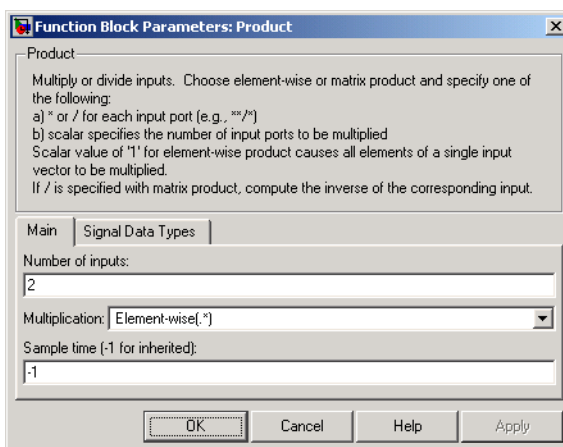 Function Block Parameters: Product
Product
Multiply or divide inputs. Choose element-wise or matrix product and specify one of
the following:
a) * or / for each input port (e.g., **/*)
b) scalar specifies the number of input ports to be multiplied
Scalar value of '1' for element-wise product causes all elements of a single input
vector to be multiplied.
If / is specified with matrix product, compute the inverse of the corresponding input.
Main Signal Data Types
Number of inputs:
2
Multiplication: Element-wise(.*)
Sample time (-1 for inherited):
-1
OK Cancel Help Apply